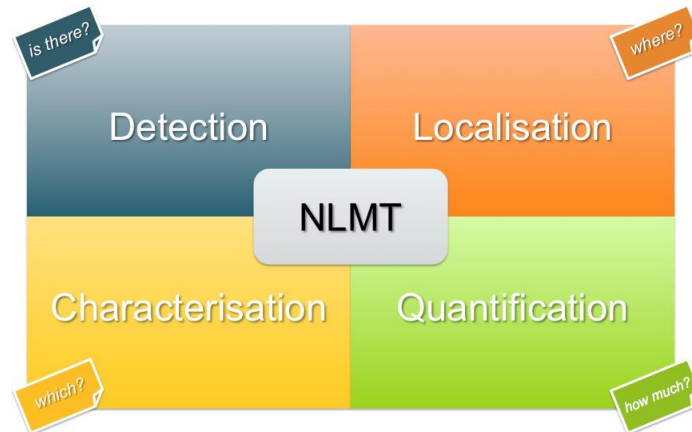 is there?
where?
Detection
Localisation
NLMT
Characterisation
Quantification
which?
how much?